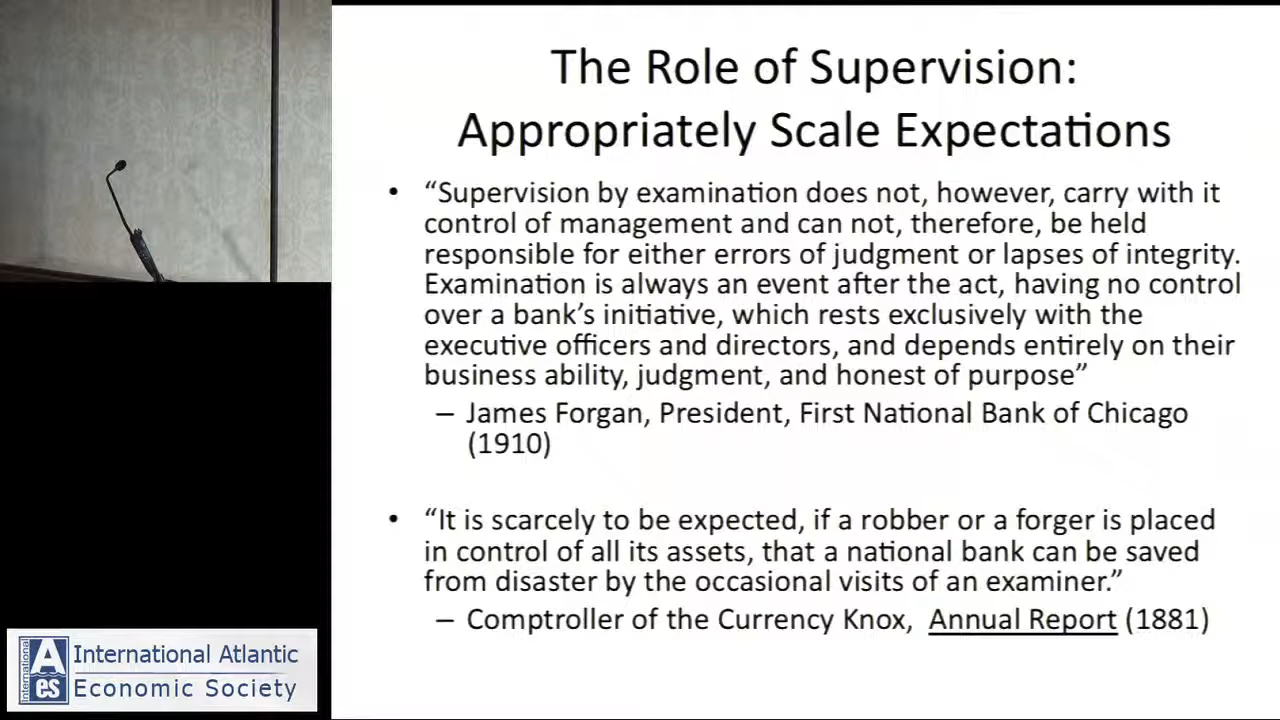 The Role of Supervision:
Appropriately Scale Expectations
• “Supervision by examination does not, however, carry with it
control of management and can not, therefore, be held
responsible for either errors of judgment or lapses of integrity.
Examination is always an event after the act, having no control
over a bank’s initiative, which rests exclusively with the
executive officers and directors, and depends entirely on their
business ability, judgment, and honest of purpose”
– James Forgan, President, First National Bank of Chicago
(1910)
• “It is scarcely to be expected, if a robber or a forger is placed
in control of all its assets, that a national bank can be saved
from disaster by the occasional visits of an examiner.”
– Comptroller of the Currency Knox, Annual Report (1881)
International
A
es
International Atlantic
Economic Society